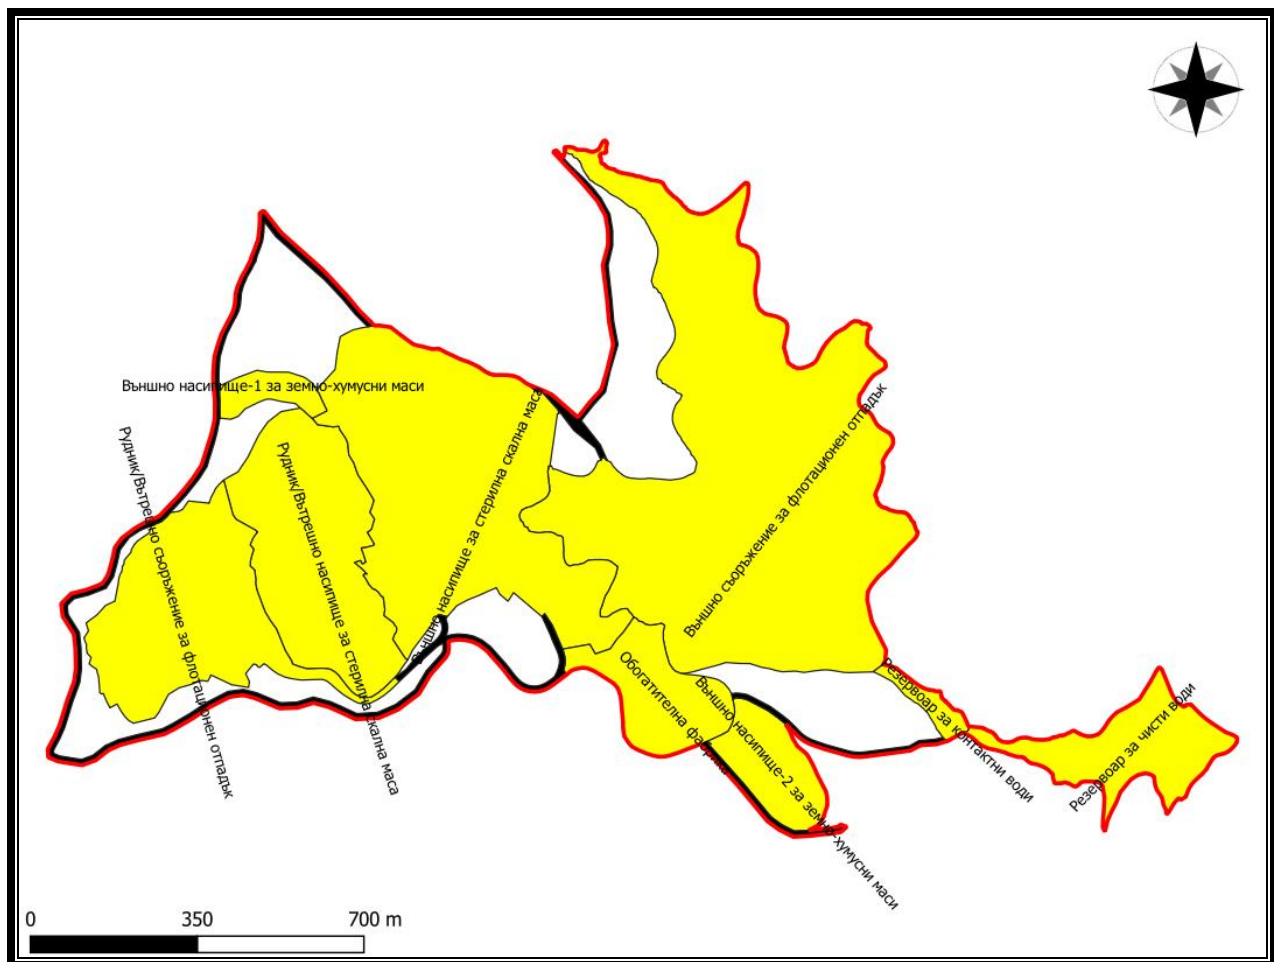 Външно насипище-1 за земно-хумусни маси
Рудник/Вътрешно съоръжение за флотационен отпадък
Рудник/Вътрешно насипище за стерилна скална маса
Външно насипище за стерилна скална маса
Външно съоръжение за флотационен отпадък
Обогатителна фабрика
Външно насипище-2 за земно-хумусни маси
Резервоар за контактни води
Резервоар за чисти води
0 350 700 m